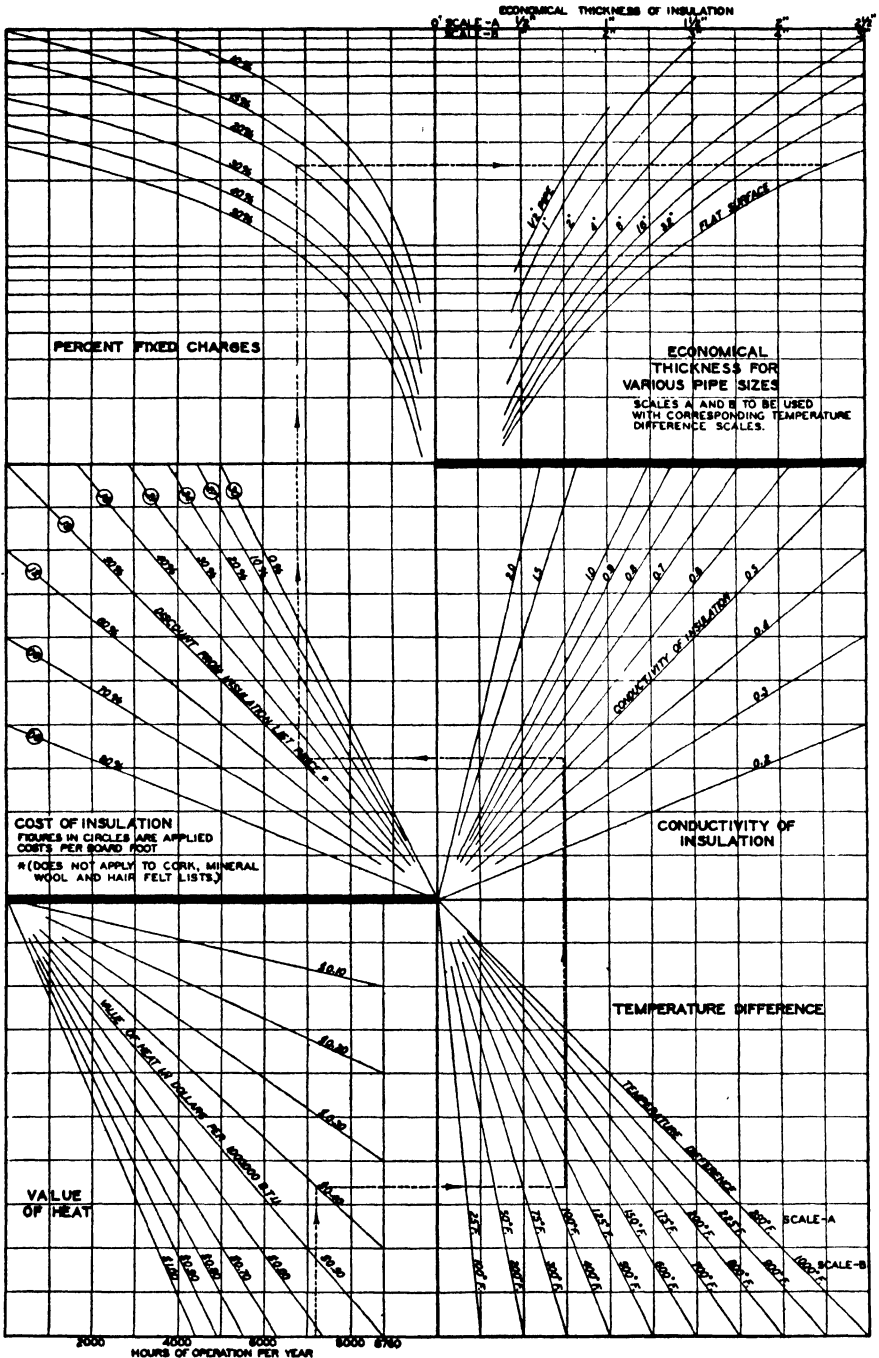 ECONOMICAL THICKNESS OF INSULATION
0" SCALE-A 1/2" 1" 1 1/2" 2" 2 1/2"
SCALE-B
10%
15%
20%
30%
40%
50%
1/2" PIPE
1"
2"
4"
FLAT SURFACE
PERCENT FIXED CHARGES
ECONOMICAL
THICKNESS FOR
VARIOUS PIPE SIZES
SCALES A AND B TO BE USED
WITH CORRESPONDING TEMPERATURE
DIFFERENCE SCALES.
0%
10%
20%
30%
40%
50%
60%
70%
80%
DISCOUNT FROM INSULATION LIST PRICE *
2.0
1.5
1.0
0.9
0.8
0.7
0.5
0.4
0.3
0.2
CONDUCTIVITY OF INSULATION
COST OF INSULATION
FIGURES IN CIRCLES ARE APPLIED
COSTS PER BOARD FOOT
*(DOES NOT APPLY TO CORK, MINERAL
WOOL AND HAIR FELT LISTS.)
CONDUCTIVITY OF
INSULATION
$0.10
$0.20
$0.30
VALUE OF HEAT IN DOLLARS PER 1000000 B.T.U.
VALUE
OF HEAT
TEMPERATURE DIFFERENCE
TEMPERATURE DIFFERENCE
25°F. 50°F. 75°F. 100°F. 125°F. 150°F. 175°F. 200°F. 225°F. 250°F. SCALE-A
100°F. 200°F. 300°F. 400°F. 500°F. 600°F. 700°F. 800°F. 900°F. 1000°F. SCALE-B
$1.00 $0.90 $0.80 $0.70 $0.60 $0.50
2000 4000 6000 8000 8760
HOURS OF OPERATION PER YEAR